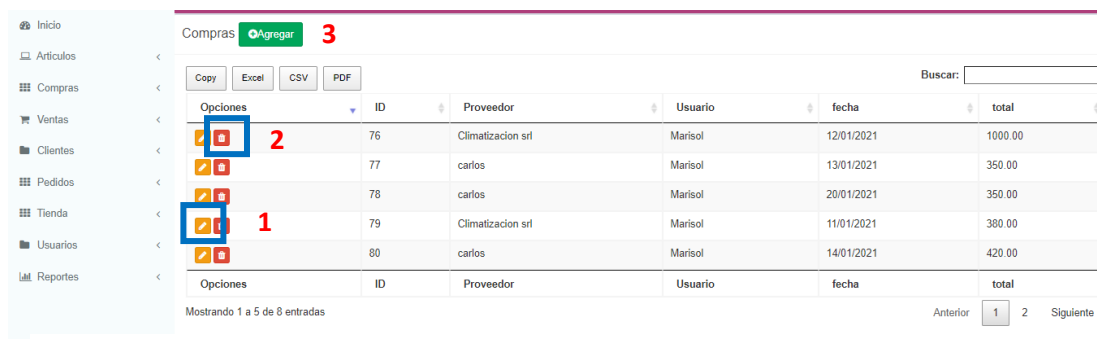 Inicio
Articulos
Compras
Ventas
Clientes
Pedidos
Tienda
Usuarios
Reportes
Compras Agregar 3
Copy Excel CSV PDF Buscar:
Opciones ID Proveedor Usuario fecha total
2 76 Climatizacion srl Marisol 12/01/2021 1000.00
77 carlos Marisol 13/01/2021 350.00
78 carlos Marisol 20/01/2021 350.00
1 79 Climatizacion srl Marisol 11/01/2021 380.00
80 carlos Marisol 14/01/2021 420.00
Opciones ID Proveedor Usuario fecha total
Mostrando 1 a 5 de 8 entradas Anterior 1 2 Siguiente